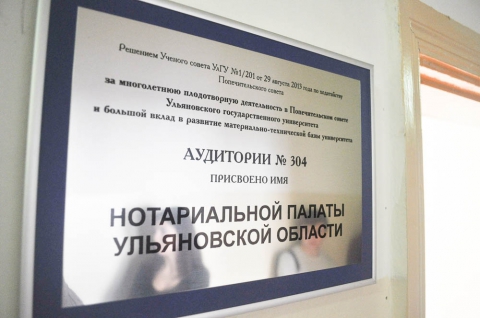 Решением Ученого совета УлГУ №1/201 от 29 августа 2013 года по ходатайству
Попечительского совета
за многолетнюю плодотворную деятельность в Попечительском совете
Ульяновского государственного университета
и большой вклад в развитие материально-технической базы университета
АУДИТОРИИ № 304
ПРИСВОЕНО ИМЯ
НОТАРИАЛЬНОЙ ПАЛАТЫ
УЛЬЯНОВСКОЙ ОБЛАСТИ